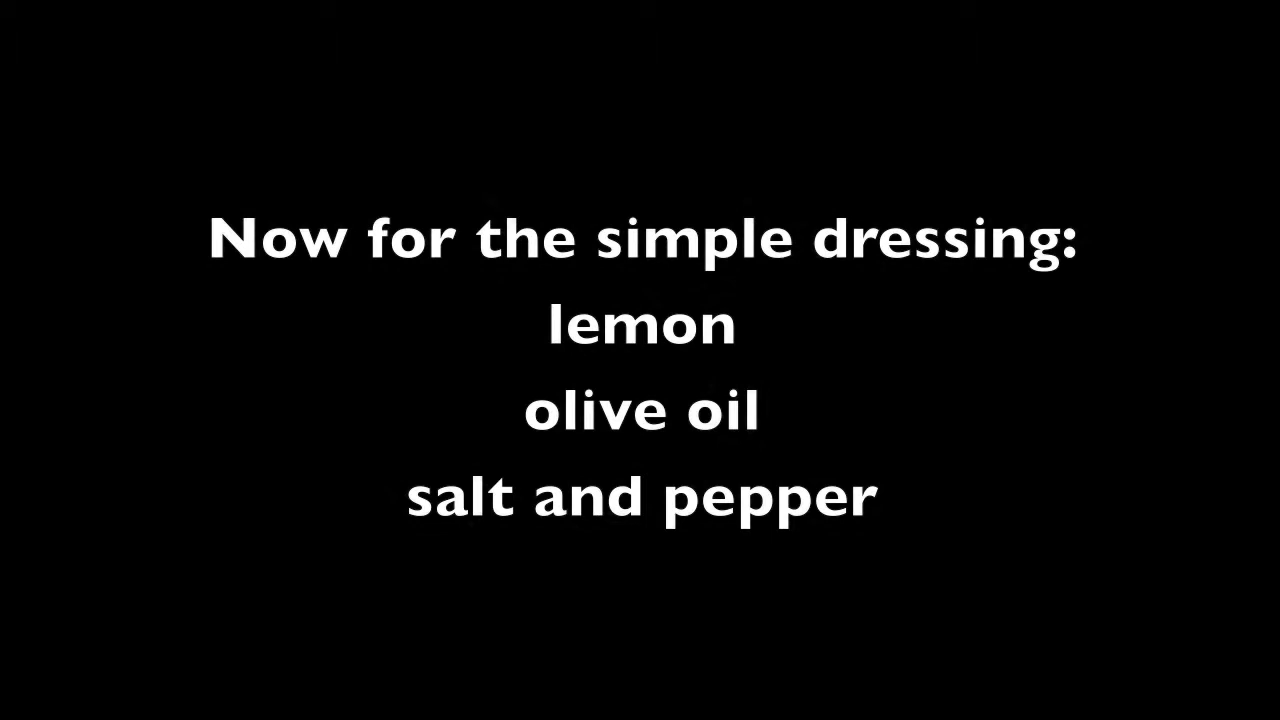 Now for the simple dressing:
lemon
olive oil
salt and pepper